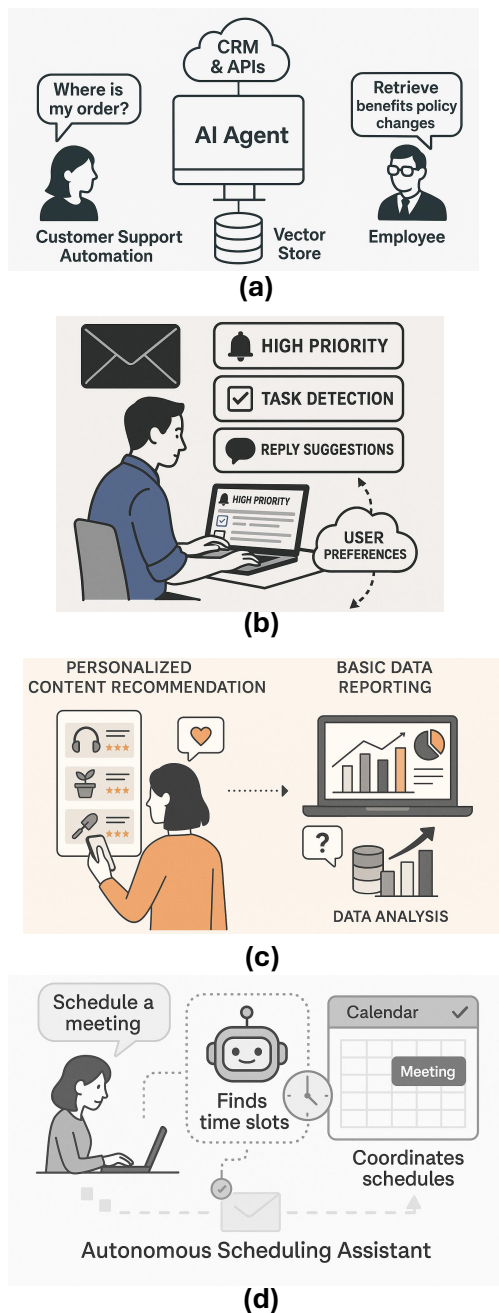 CRM
& APIs
Where is
my order?
AI Agent
Retrieve
benefits policy
changes
Customer Support
Automation
Vector
Store
Employee
(a)
HIGH PRIORITY
TASK DETECTION
REPLY SUGGESTIONS
HIGH PRIORITY
USER
PREFERENCES
(b)
PERSONALIZED
CONTENT RECOMMENDATION
BASIC DATA
REPORTING
?
DATA ANALYSIS
(c)
Schedule a
meeting
Finds
time slots
Calendar
Meeting
Coordinates
schedules
Autonomous Scheduling Assistant
(d)